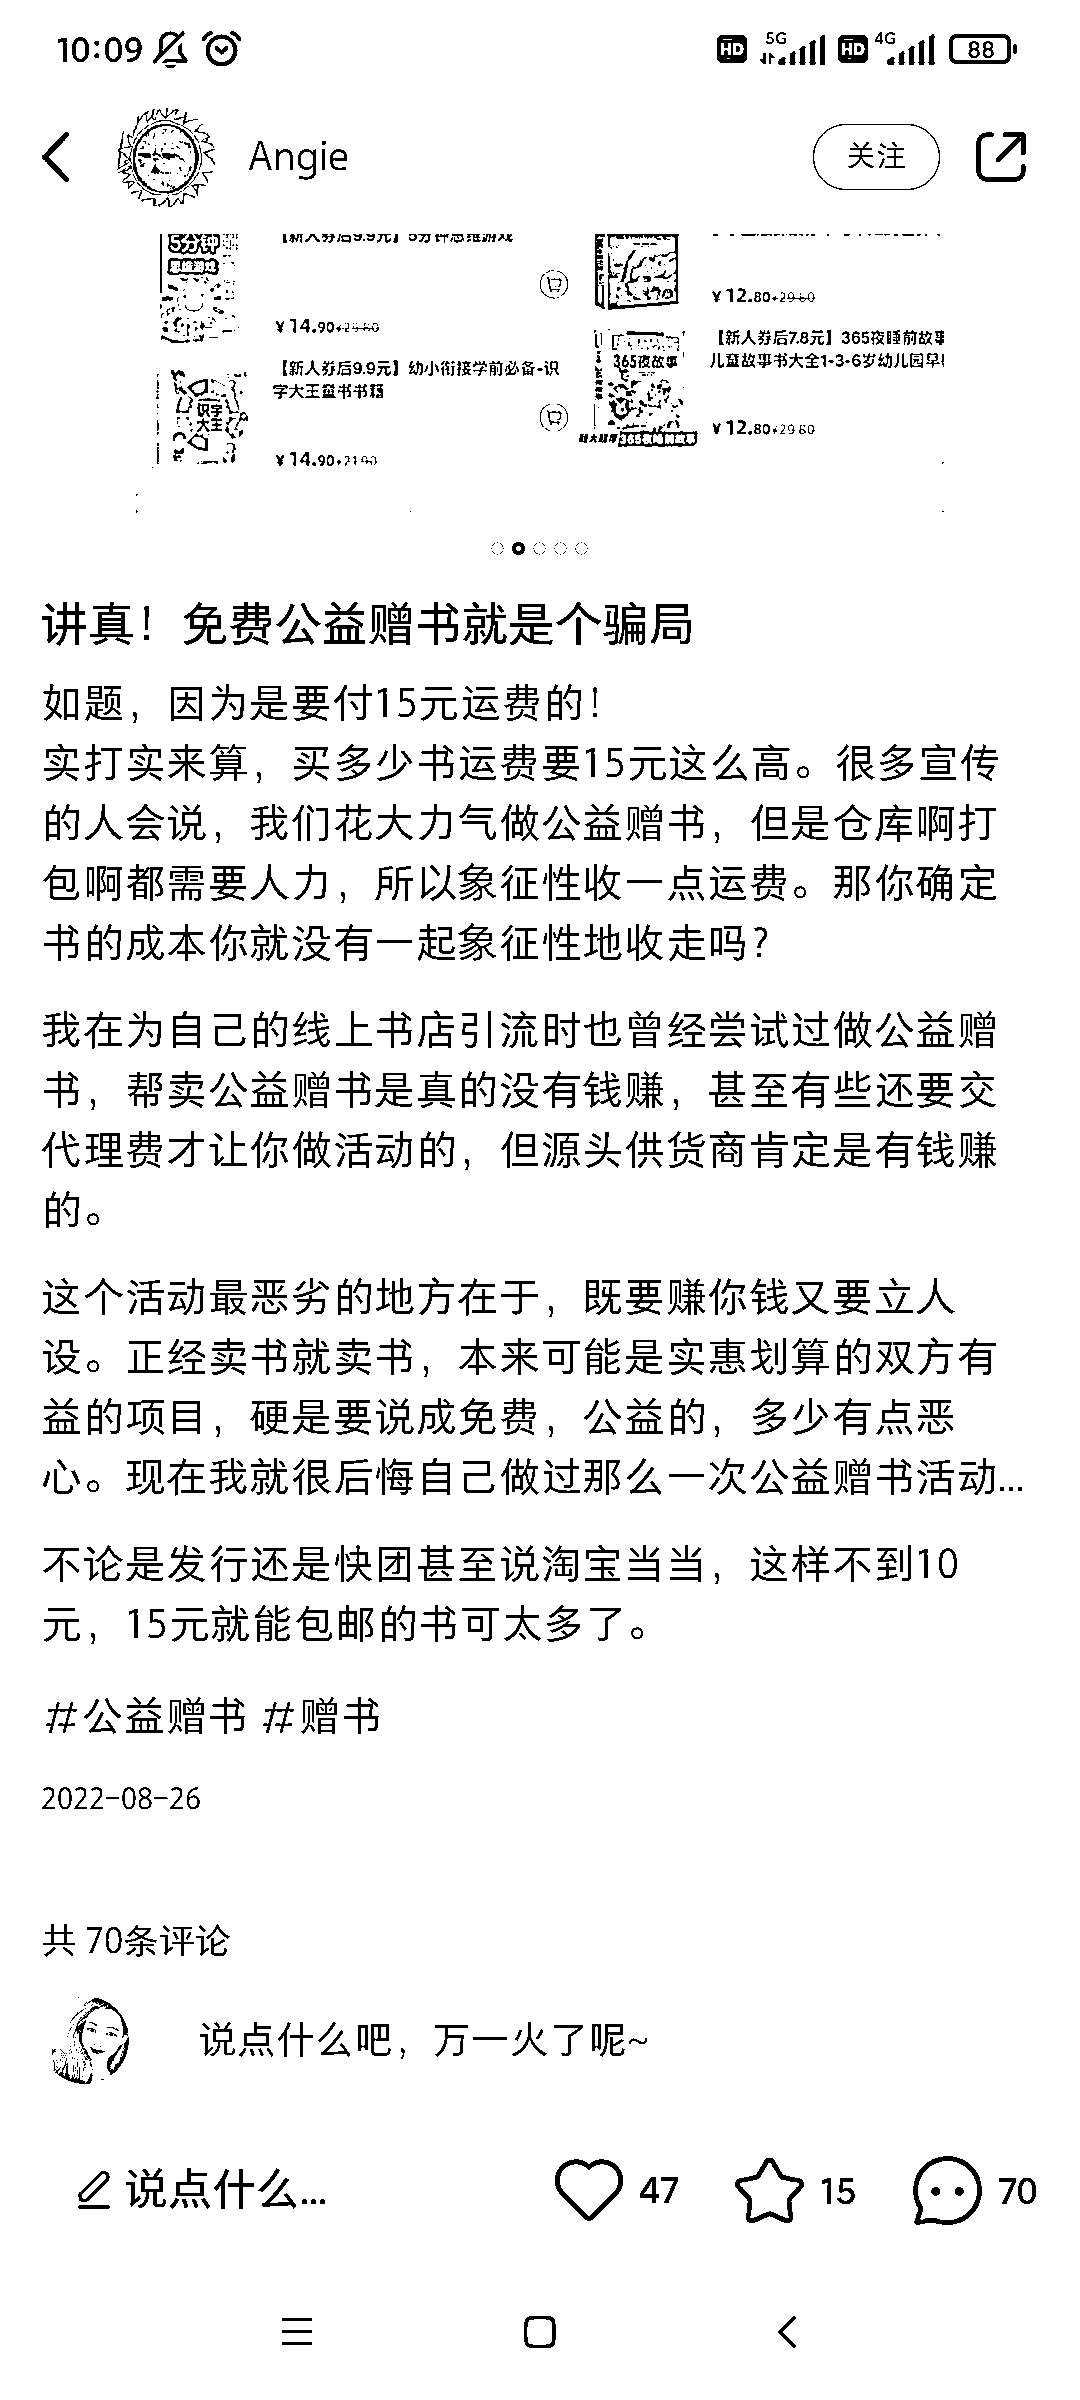 10:09
HD 5G HD 4G 88
Angie
关注
5分钟
【新人券后9.9元】5分钟思维游戏
¥14.90
¥12.80 29.80
【新人券后9.9元】幼小衔接学前必备-识
字大王童书书籍
识字
大王
¥14.90 21.90
【新人券后7.8元】365夜睡前故事
儿童故事书大全1-3-6岁幼儿园早
365夜故事
¥12.80 29.80
讲真！免费公益赠书就是个骗局
如题，因为是要付15元运费的！
实打实来算，买多少书运费要15元这么高。很多宣传
的人会说，我们花大力气做公益赠书，但是仓库啊打
包啊都需要人力，所以象征性收一点运费。那你确定
书的成本你就没有一起象征性地收走吗？
我在为自己的线上书店引流时也曾经尝试过做公益赠
书，帮卖公益赠书是真的没有钱赚，甚至有些还要交
代理费才让你做活动的，但源头供货商肯定是有钱赚
的。
这个活动最恶劣的地方在于，既要赚你钱又要立人
设。正经卖书就卖书，本来可能是实惠划算的双方有
益的项目，硬是要说成免费，公益的，多少有点恶
心。现在我就很后悔自己做过那么一次公益赠书活动...
不论是发行还是快团甚至说淘宝当当，这样不到10
元，15元就能包邮的书可太多了。
#公益赠书 #赠书
2022-08-26
共 70条评论
说点什么吧，万一火了呢~
说点什么... 47 15 70